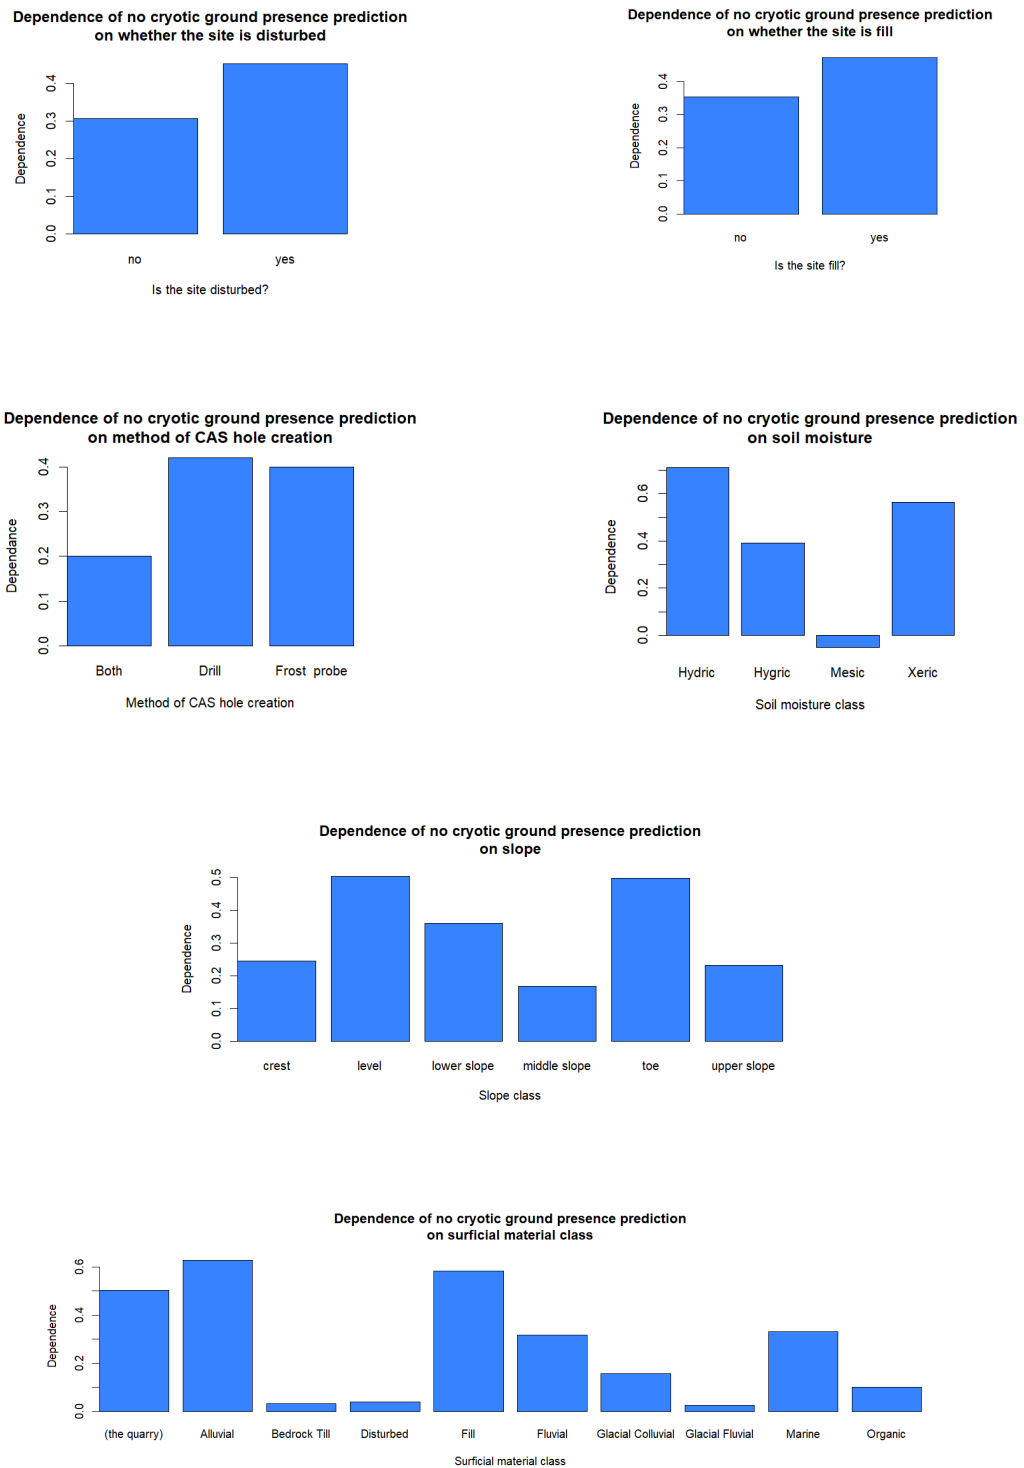 Dependence of no cryotic ground presence prediction
on whether the site is disturbed
Dependence
0.0 0.1 0.2 0.3 0.4
no yes
Is the site disturbed?
Dependence of no cryotic ground presence prediction
on whether the site is fill
Dependence
0.0 0.1 0.2 0.3 0.4
no yes
Is the site fill?
Dependence of no cryotic ground presence prediction
on method of CAS hole creation
Dependance
0.0 0.1 0.2 0.3 0.4
Both Drill Frost probe
Method of CAS hole creation
Dependence of no cryotic ground presence prediction
on soil moisture
Dependence
0.0 0.2 0.4 0.6
Hydric Hygric Mesic Xeric
Soil moisture class
Dependence of no cryotic ground presence prediction
on slope
Dependence
0.0 0.1 0.2 0.3 0.4 0.5
crest level lower slope middle slope toe upper slope
Slope class
Dependence of no cryotic ground presence prediction
on surficial material class
Dependence
0.0 0.2 0.4 0.6
(the quarry) Alluvial Bedrock Till Disturbed Fill Fluvial Glacial Colluvial Glacial Fluvial Marine Organic
Surficial material class